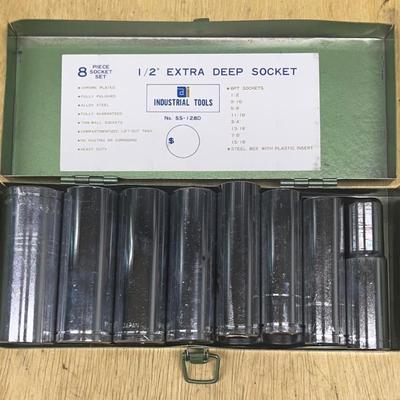 8 PIECE SOCKET SET
1/2" EXTRA DEEP SOCKET
ai
INDUSTRIAL TOOLS
No. SS-128D
$
CHROME PLATED
FULLY POLISHED
ALLOY STEEL
FULLY GUARANTEED
THIN WALL SOCKETS
COMPARTMENTIZED LIFT-OUT TRAY
NO RUSTING OR CORRODING
HEAVY DUTY
6PT SOCKETS
1/2
9/16
5/8
11/16
3/4
13/16
7/8
15/16
STEEL BOX WITH PLASTIC INSERT
JAPAN